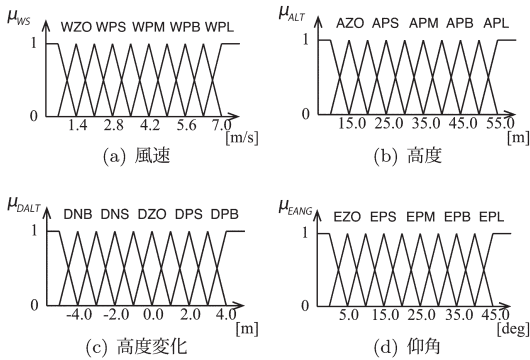 μWS WZO WPS WPM WPB WPL
1
0
1.4 2.8 4.2 5.6 7.0
[m/s]
(a) 風速
μALT AZO APS APM APB APL
1
0
15.0 25.0 35.0 45.0 55.0
[m]
(b) 高度
μDALT DNB DNS DZO DPS DPB
1
0
-4.0 -2.0 0.0 2.0 4.0
[m]
(c) 高度変化
μEANG EZO EPS EPM EPB EPL
1
0
5.0 15.0 25.0 35.0 45.0
[deg]
(d) 仰角